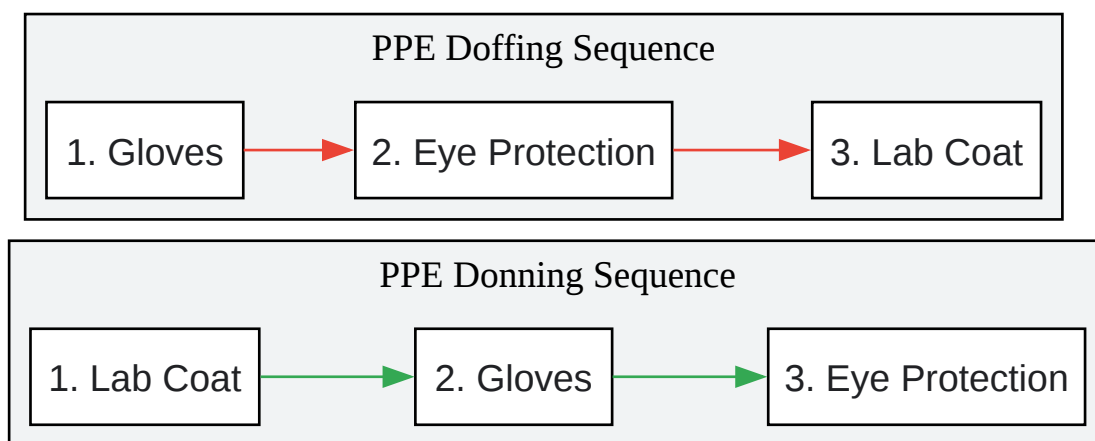 PPE Doffing Sequence
1. Gloves
2. Eye Protection
3. Lab Coat
PPE Donning Sequence
1. Lab Coat
2. Gloves
3. Eye Protection